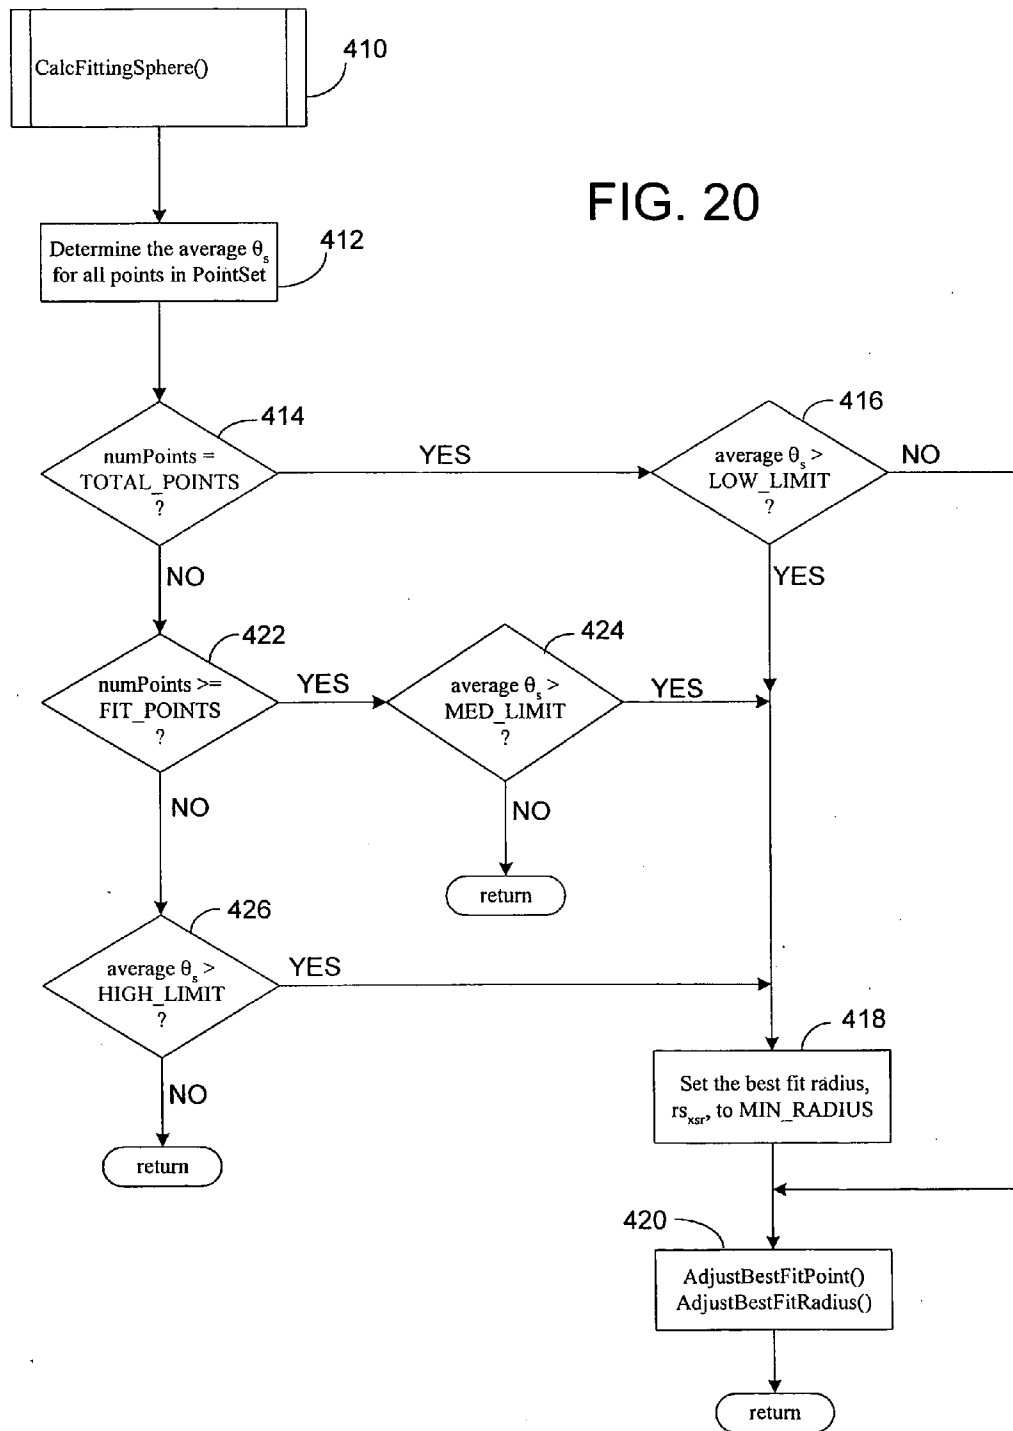 CalcFittingSphere()
410
FIG. 20
Determine the average θs
for all points in PointSet
412
numPoints =
TOTAL_POINTS
?
414
YES
average θs >
LOW_LIMIT
?
416
NO
NO
YES
numPoints >=
FIT_POINTS
?
422
YES
average θs >
MED_LIMIT
?
424
YES
NO
NO
return
average θs >
HIGH_LIMIT
?
426
YES
NO
return
Set the best fit radius,
rsxsr, to MIN_RADIUS
418
420
AdjustBestFitPoint()
AdjustBestFitRadius()
return